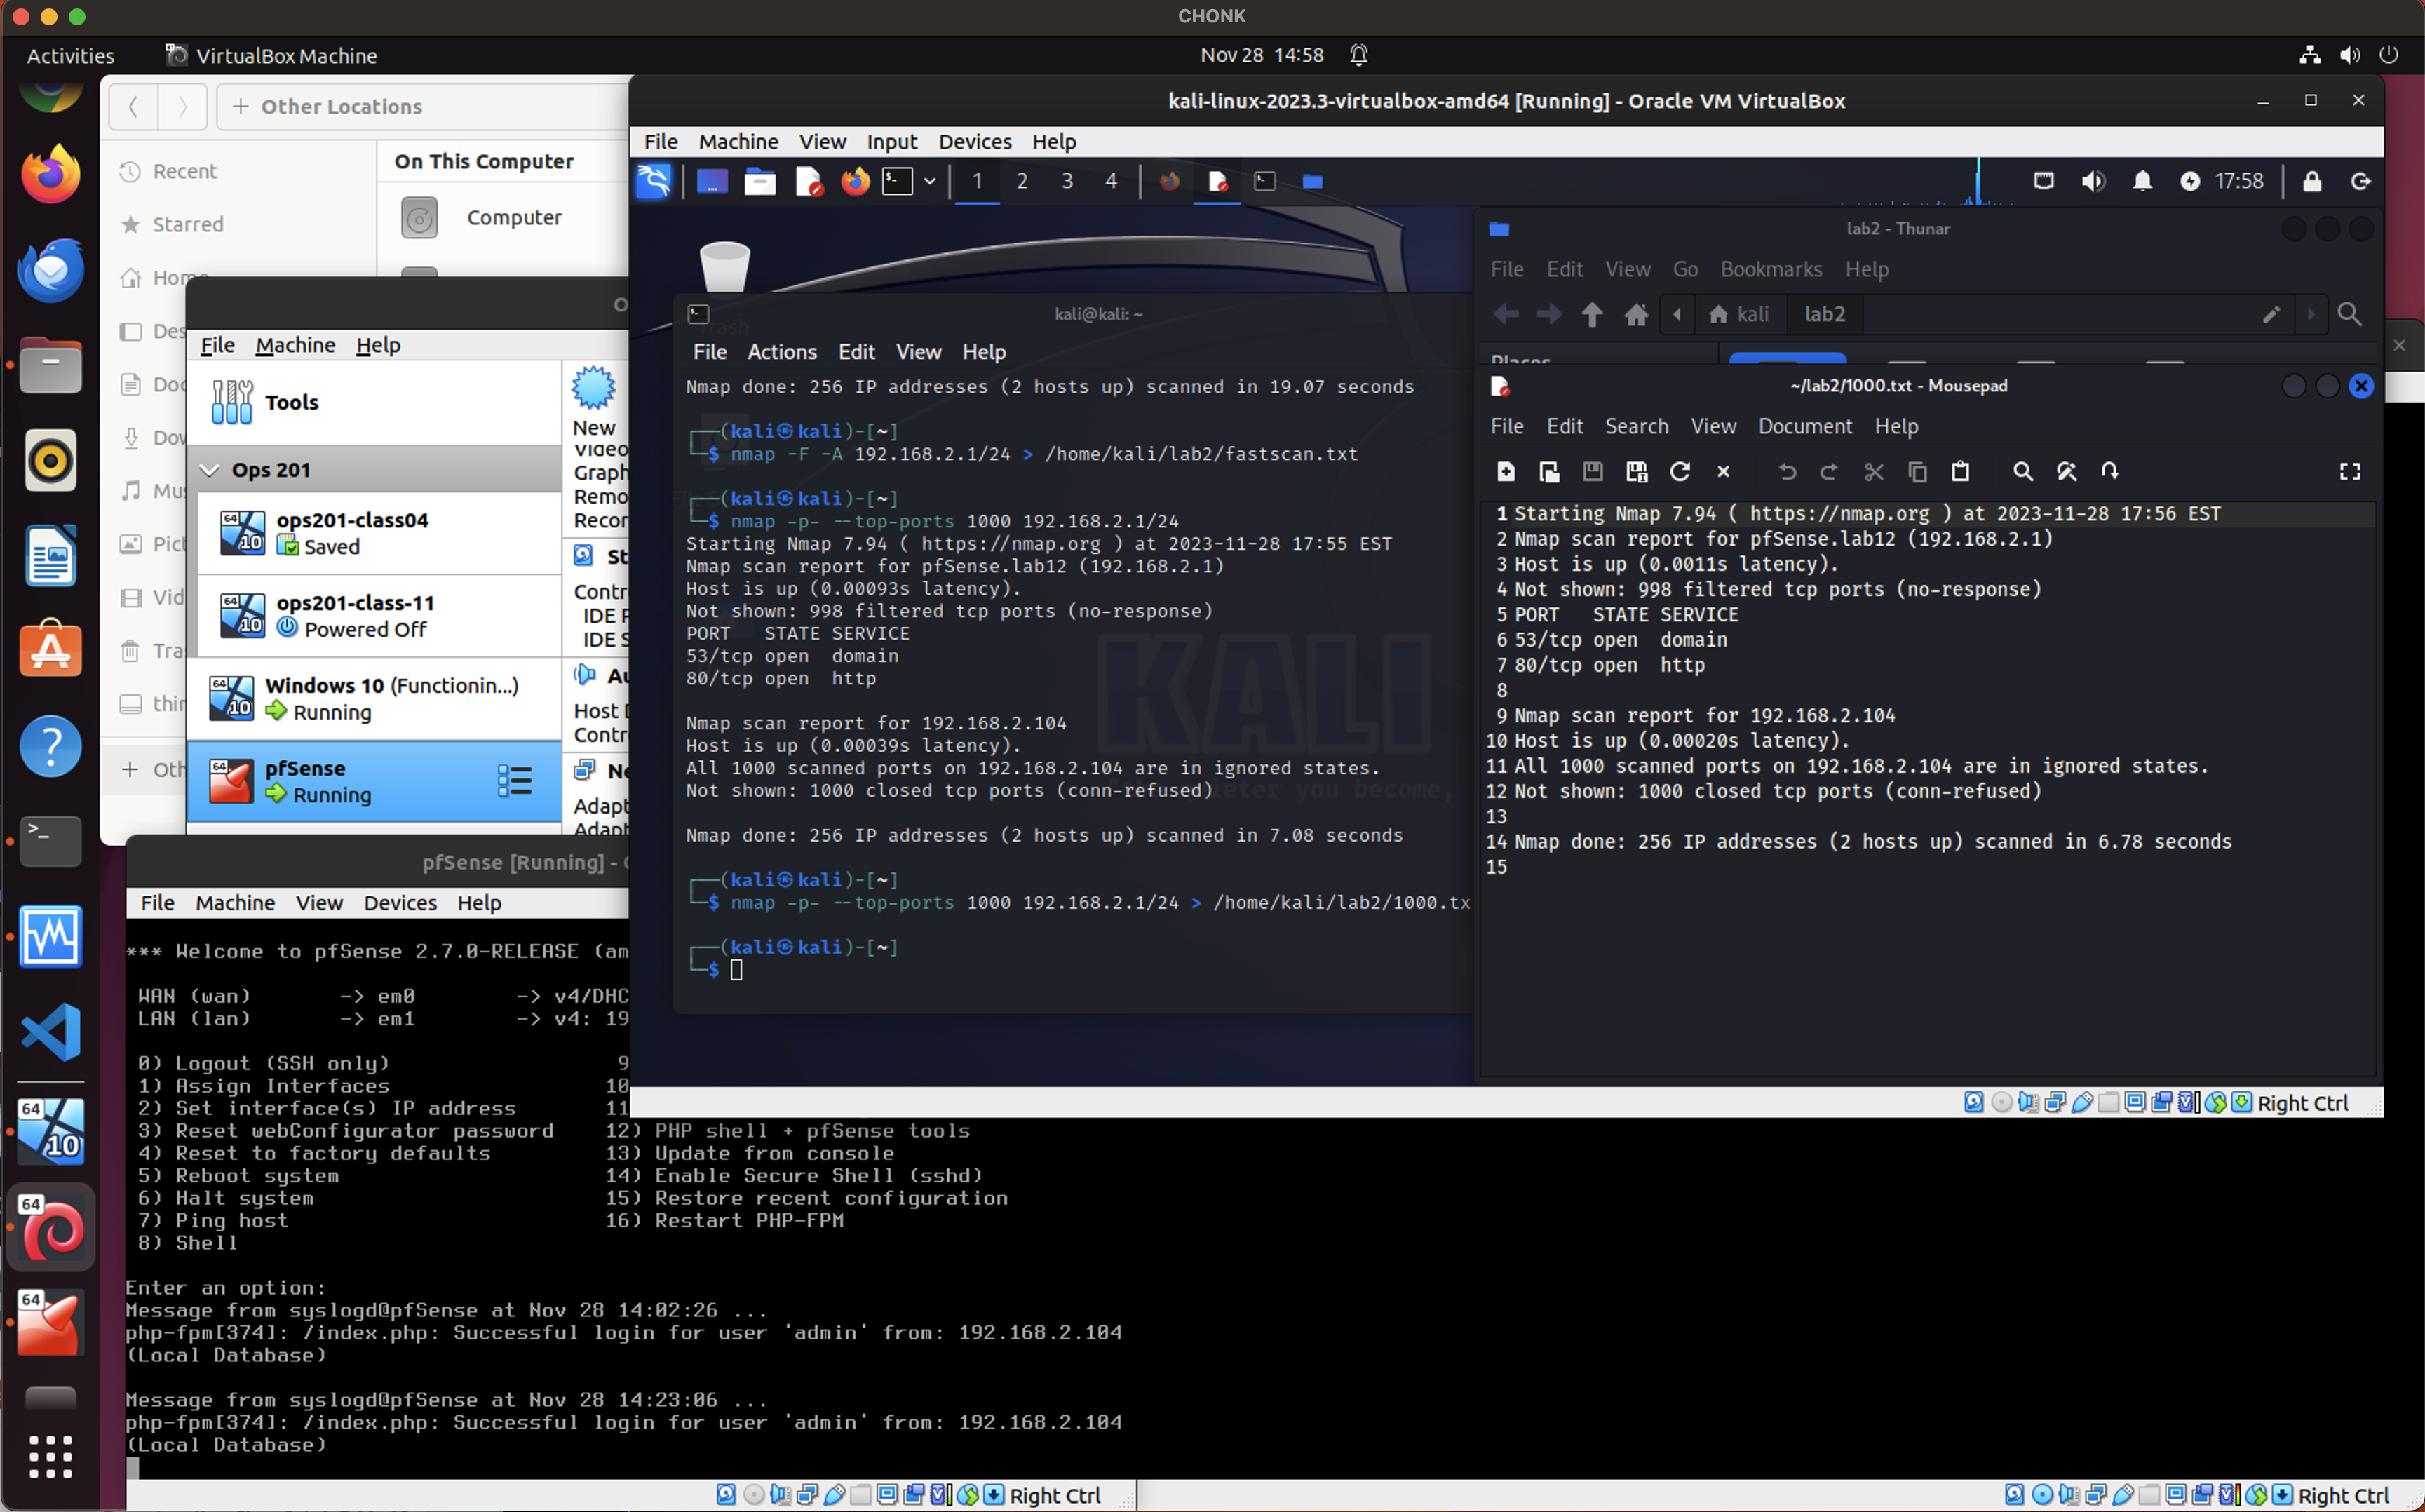 CHONK
Activities
VirtualBox Machine
Nov 28 14:58
Other Locations
Recent
Starred
Home
On This Computer
Computer
File Machine Help
Tools
Ops 201
ops201-class04
Saved
ops201-class-11
Powered Off
Windows 10 (Functionin...)
Running
pfSense
Running
New
kali-linux-2023.3-virtualbox-amd64 [Running] - Oracle VM VirtualBox
File Machine View Input Devices Help
1 2 3 4
17:58
kali@kali: ~
File Actions Edit View Help
Nmap done: 256 IP addresses (2 hosts up) scanned in 19.07 seconds
(kali㉿kali)-[~]
$ nmap -F -A 192.168.2.1/24 > /home/kali/lab2/fastscan.txt
(kali㉿kali)-[~]
$ nmap -p- --top-ports 1000 192.168.2.1/24
Starting Nmap 7.94 ( https://nmap.org ) at 2023-11-28 17:55 EST
Nmap scan report for pfSense.lab12 (192.168.2.1)
Host is up (0.00093s latency).
Not shown: 998 filtered tcp ports (no-response)
PORT   STATE SERVICE
53/tcp open  domain
80/tcp open  http
Nmap scan report for 192.168.2.104
Host is up (0.00039s latency).
All 1000 scanned ports on 192.168.2.104 are in ignored states.
Not shown: 1000 closed tcp ports (conn-refused)
Nmap done: 256 IP addresses (2 hosts up) scanned in 7.08 seconds
(kali㉿kali)-[~]
$ nmap -p- --top-ports 1000 192.168.2.1/24 > /home/kali/lab2/1000.tx
(kali㉿kali)-[~]
$
KALI
you become,
lab2 - Thunar
File Edit View Go Bookmarks Help
kali lab2
Places
~/lab2/1000.txt - Mousepad
File Edit Search View Document Help
1 Starting Nmap 7.94 ( https://nmap.org ) at 2023-11-28 17:56 EST
2 Nmap scan report for pfSense.lab12 (192.168.2.1)
3 Host is up (0.0011s latency).
4 Not shown: 998 filtered tcp ports (no-response)
5 PORT   STATE SERVICE
6 53/tcp open  domain
7 80/tcp open  http
8
9 Nmap scan report for 192.168.2.104
10 Host is up (0.00020s latency).
11 All 1000 scanned ports on 192.168.2.104 are in ignored states.
12 Not shown: 1000 closed tcp ports (conn-refused)
13
14 Nmap done: 256 IP addresses (2 hosts up) scanned in 6.78 seconds
15
Right Ctrl
pfSense [Running] -
File Machine View Input Devices Help
*** Welcome to pfSense 2.7.0-RELEASE (am
WAN (wan) -> em0 -> v4/DHC
LAN (lan) -> em1 -> v4: 19
0) Logout (SSH only) 9
1) Assign Interfaces 10
2) Set interface(s) IP address 11
3) Reset webConfigurator password 12) PHP shell + pfSense tools
4) Reset to factory defaults 13) Update from console
5) Reboot system 14) Enable Secure Shell (sshd)
6) Halt system 15) Restore recent configuration
7) Ping host 16) Restart PHP-FPM
8) Shell
Enter an option:
Message from syslogd@pfSense at Nov 28 14:02:26 ...
php-fpm[374]: /index.php: Successful login for user 'admin' from: 192.168.2.104
(Local Database)
Message from syslogd@pfSense at Nov 28 14:23:06 ...
php-fpm[374]: /index.php: Successful login for user 'admin' from: 192.168.2.104
(Local Database)
Right Ctrl
Right Ctrl